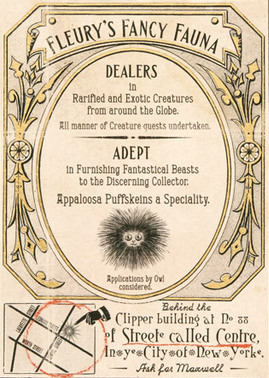 FLEURY'S FANCY FAUNA
DEALERS
in
Rarified and Exotic Creatures
from around the Globe.
All manner of Creature quests undertaken.
ADEPT
in Furnishing Fantastical Beasts
to the Discerning Collector.
Appaloosa Puffskeins a Speciality.
Applications by Owl
considered.
Behind the
Clipper building at No 88
of Street called Centre,
In ye City of New Yorke.
Ask for Maxwell